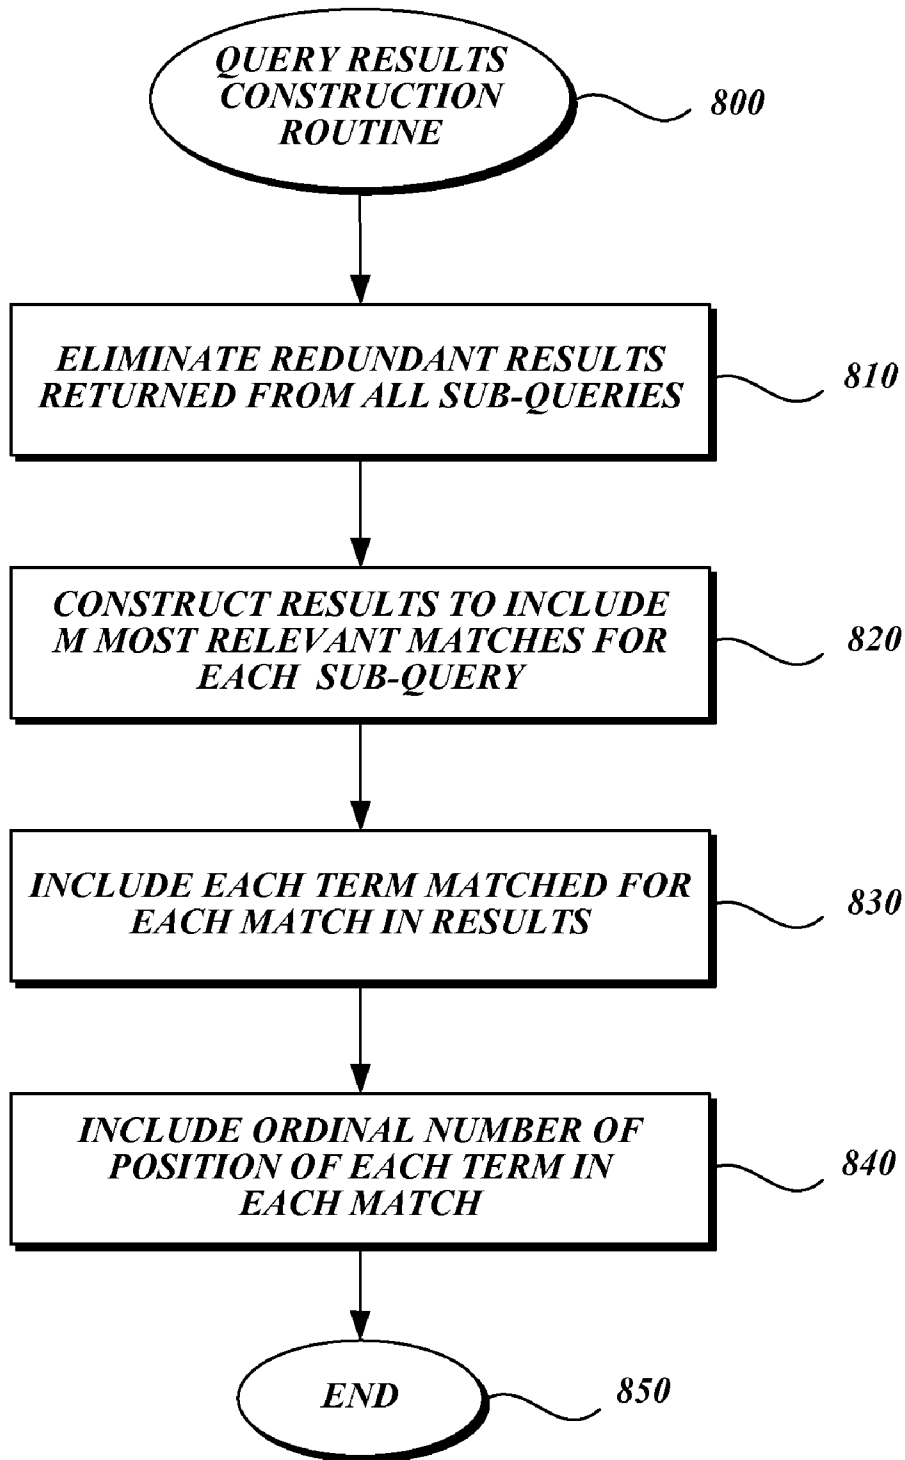 QUERY RESULTS
CONSTRUCTION
ROUTINE
800
ELIMINATE REDUNDANT RESULTS
RETURNED FROM ALL SUB-QUERIES
810
CONSTRUCT RESULTS TO INCLUDE
M MOST RELEVANT MATCHES FOR
EACH SUB-QUERY
820
INCLUDE EACH TERM MATCHED FOR
EACH MATCH IN RESULTS
830
INCLUDE ORDINAL NUMBER OF
POSITION OF EACH TERM IN
EACH MATCH
840
END
850